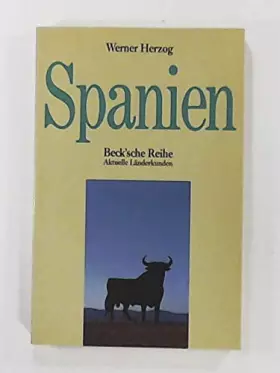 Werner Herzog
Spanien
Beck'sche Reihe
Aktuelle Länderkunden